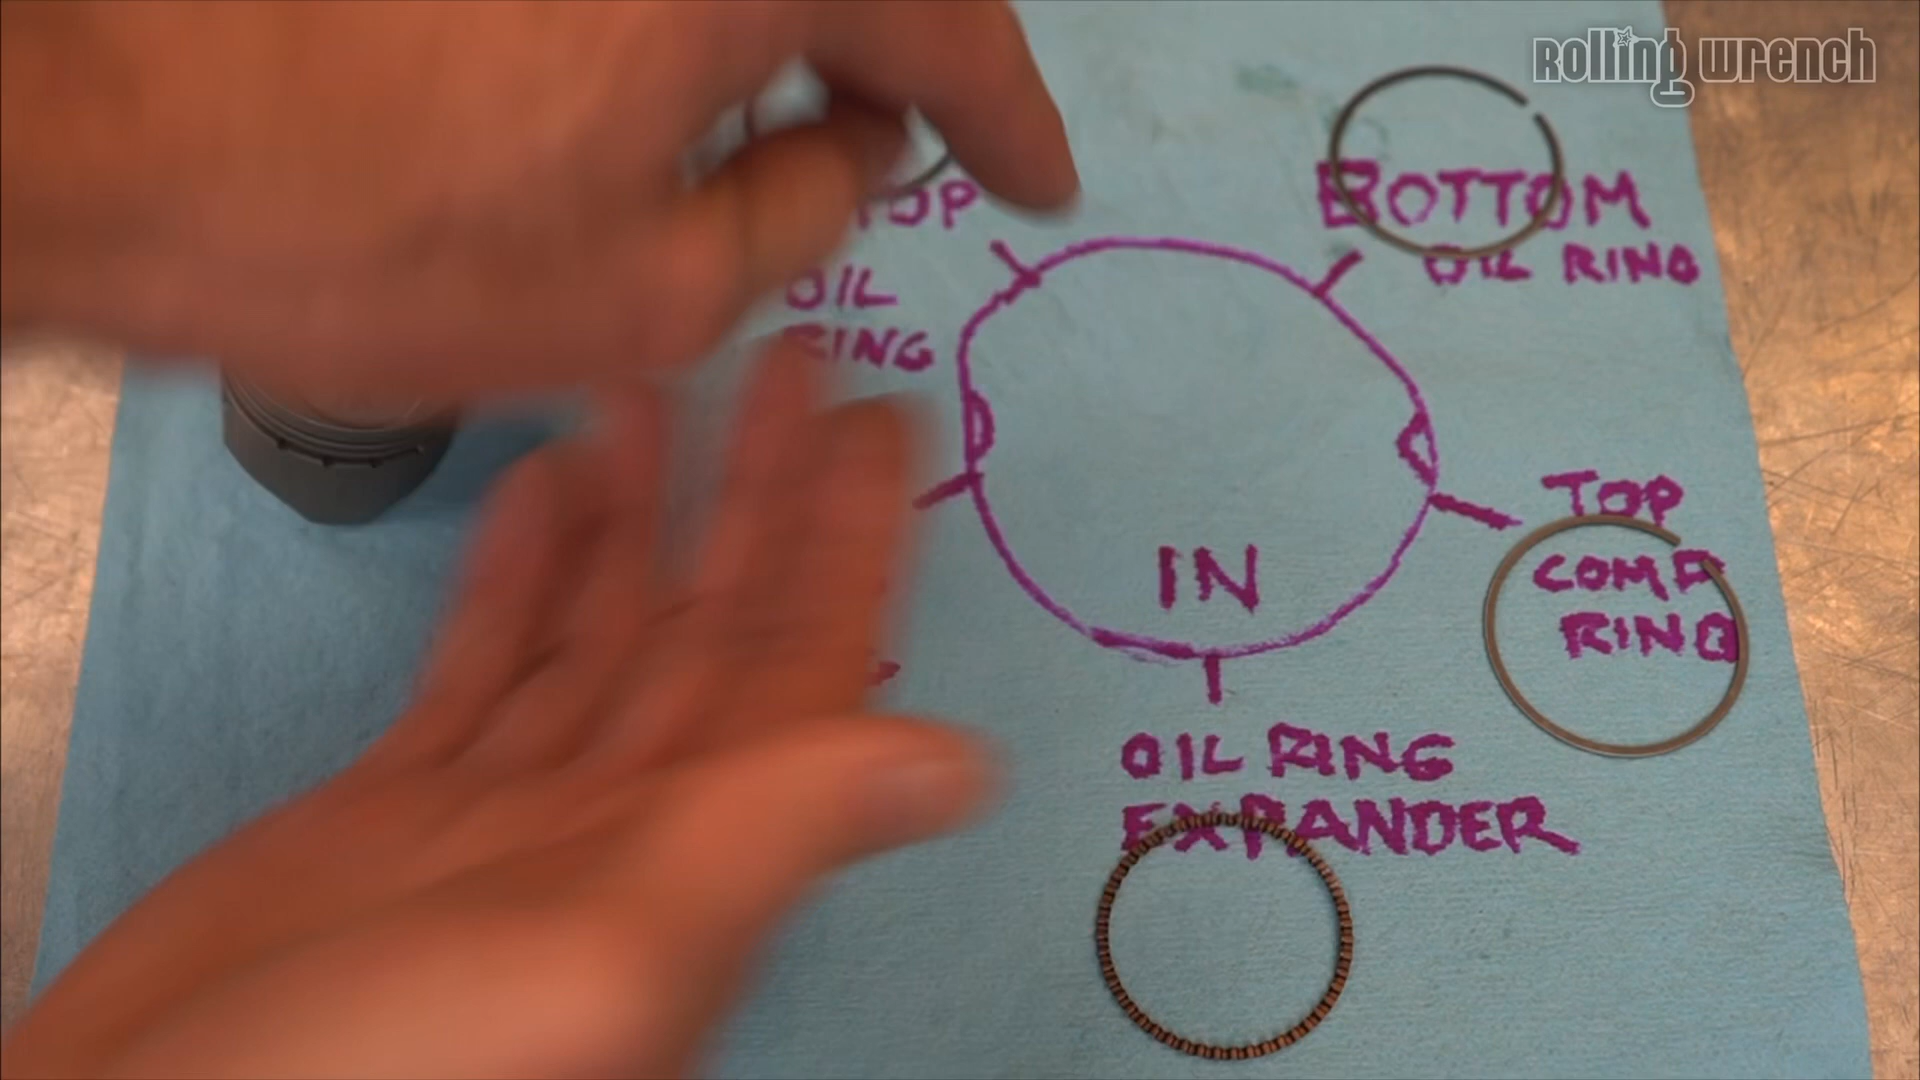 Rolling wrench
TOP
OIL
RING
BOTTOM
OIL RING
TOP
COMP
RING
IN
OIL RING
EXPANDER